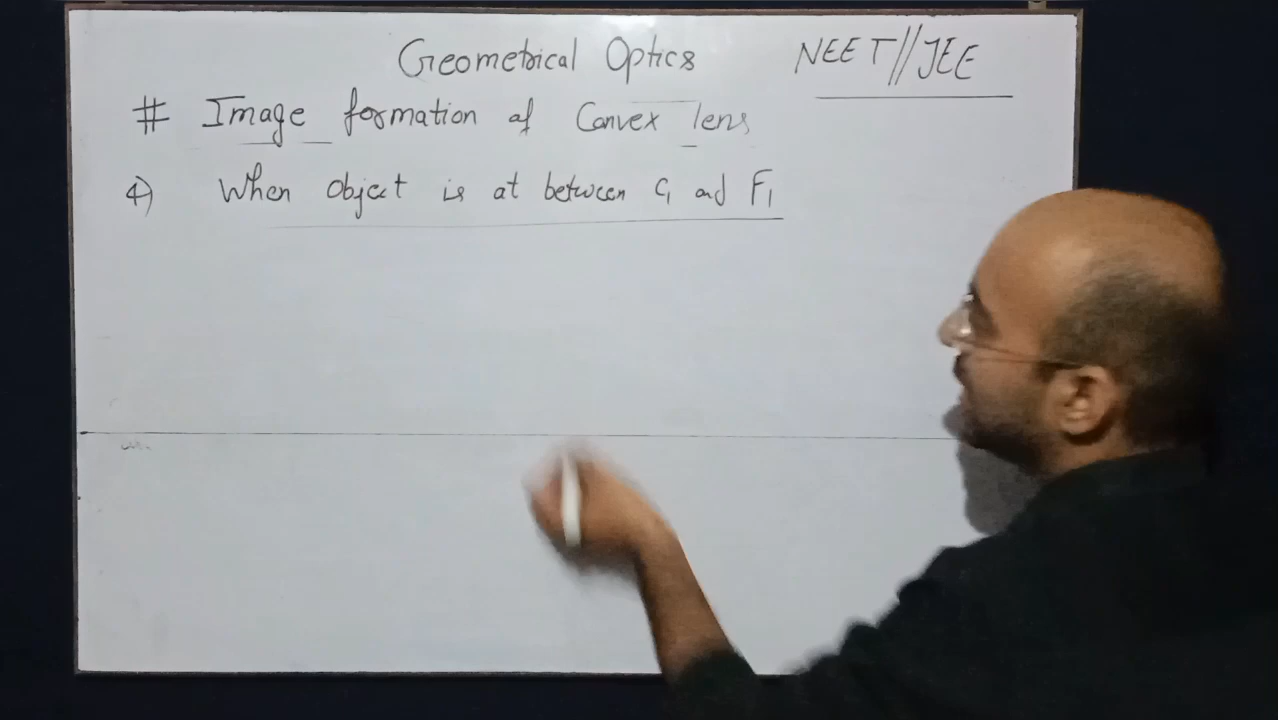 Geometrical Optics NEET//JEE
# Image formation of Convex lens
4) When Object is at between C1 and F1